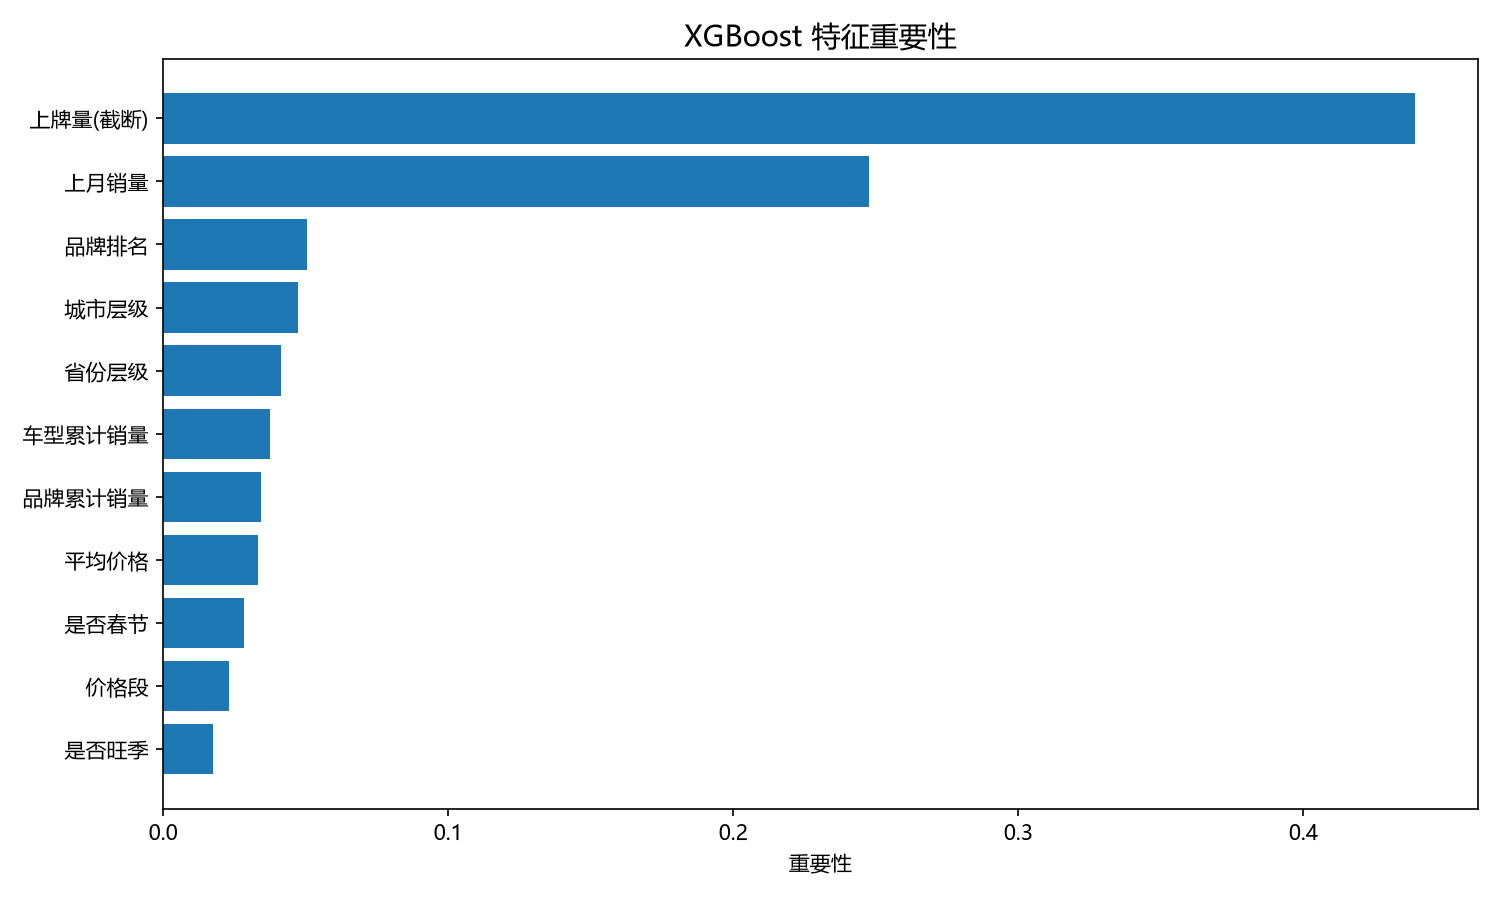 XGBoost 特征重要性
上牌量(截断)
上月销量
品牌排名
城市层级
省份层级
车型累计销量
品牌累计销量
平均价格
是否春节
价格段
是否旺季
0.0 0.1 0.2 0.3 0.4
重要性